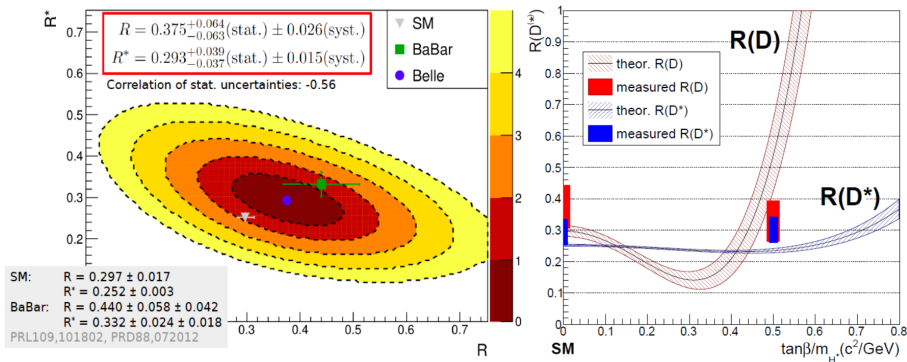 R*
0.7
0.6
0.5
0.4
0.3
0.2
R = 0.375 +0.064 −0.063 (stat.) ± 0.026(syst.)
R* = 0.293 +0.039 −0.037 (stat.) ± 0.015(syst.)
Correlation of stat. uncertainties: -0.56
SM
BaBar
Belle
4
3
2
1
0
SM: R = 0.297 ± 0.017
R* = 0.252 ± 0.003
BaBar: R = 0.440 ± 0.058 ± 0.042
R* = 0.332 ± 0.024 ± 0.018
PRL109,101802, PRD88,072012
0.3 0.4 0.5 0.6 0.7
R
R(D(*))
1
0.9
0.8
0.7
0.6
0.5
0.4
0.3
0.2
0.1
0
R(D)
theor. R(D)
measured R(D)
theor. R(D*)
measured R(D*)
R(D*)
0 0.1 0.2 0.3 0.4 0.5 0.6 0.7 0.8
SM
tanβ/mH+(c²/GeV)